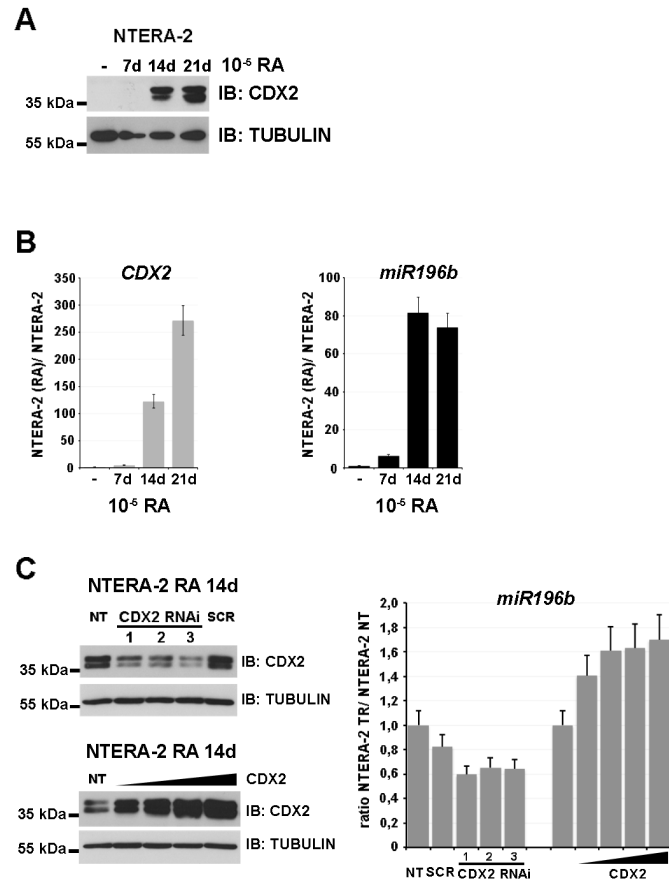 A
NTERA-2
- 7d 14d 21d 10⁻⁵ RA
35 kDa IB: CDX2
55 kDa IB: TUBULIN
B
CDX2
NTERA-2 (RA)/ NTERA-2
350
300
250
200
150
100
50
0
- 7d 14d 21d
10⁻⁵ RA
miR196b
NTERA-2 (RA)/ NTERA-2
100
80
60
40
20
0
- 7d 14d 21d
10⁻⁵ RA
C
NTERA-2 RA 14d
NT CDX2 RNAi SCR
1 2 3
35 kDa IB: CDX2
55 kDa IB: TUBULIN
NTERA-2 RA 14d
NT CDX2
35 kDa IB: CDX2
55 kDa IB: TUBULIN
miR196b
ratio NTERA-2 TR/ NTERA-2 NT
2,0
1,8
1,6
1,4
1,2
1,0
0,8
0,6
0,4
0,2
0
1 2 3
NT SCR CDX2 RNAi CDX2